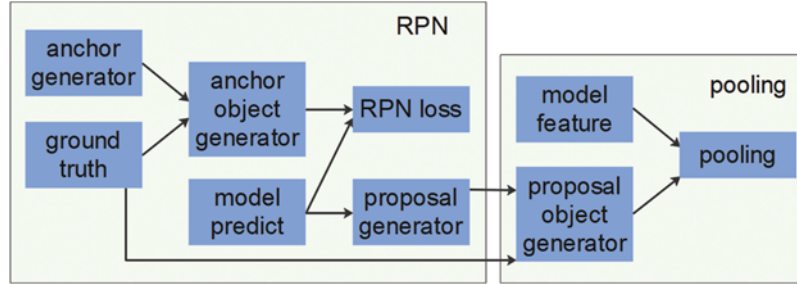 RPN
anchor
generator
ground
truth
anchor
object
generator
RPN loss
model
predict
proposal
generator
pooling
model
feature
proposal
object
generator
pooling